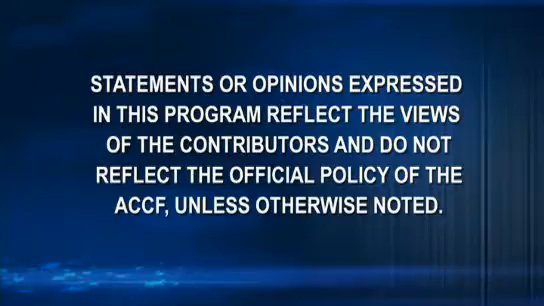 STATEMENTS OR OPINIONS EXPRESSED
IN THIS PROGRAM REFLECT THE VIEWS
OF THE CONTRIBUTORS AND DO NOT
REFLECT THE OFFICIAL POLICY OF THE
ACCF, UNLESS OTHERWISE NOTED.